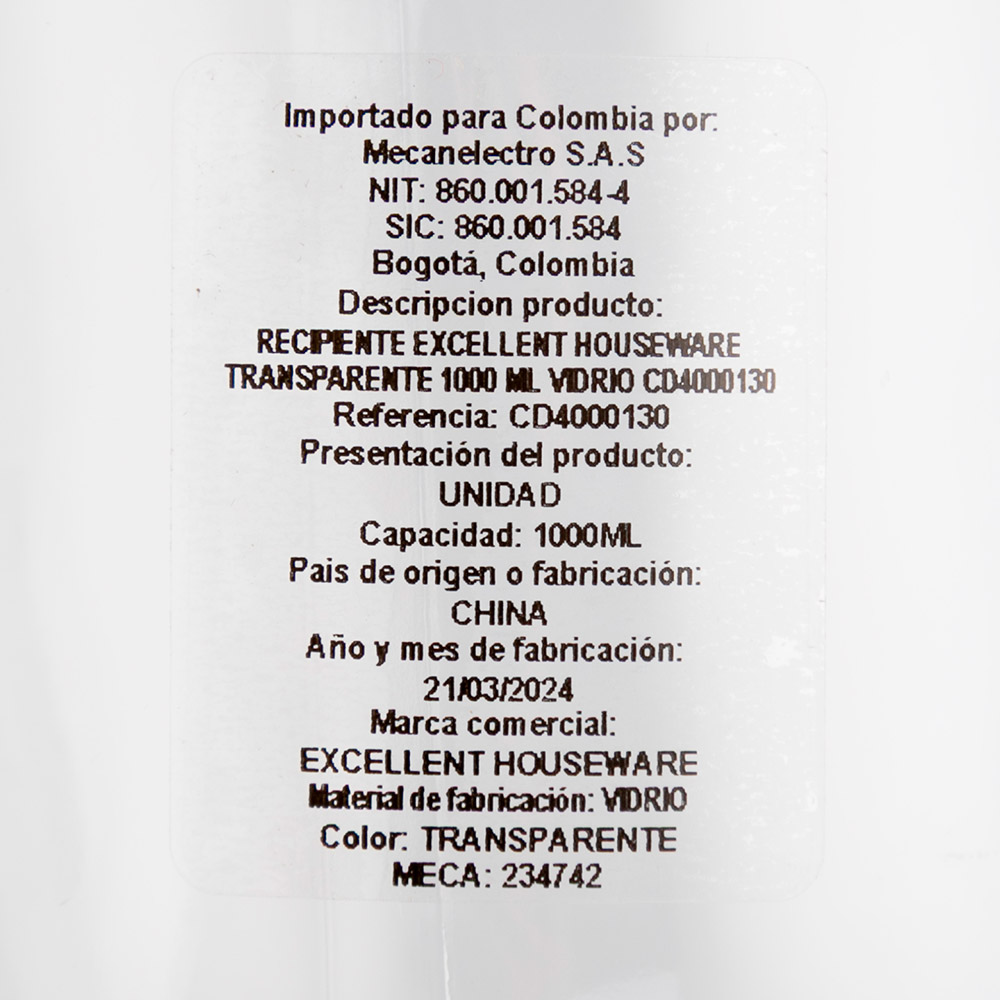 Importado para Colombia por:
Mecanelectro S.A.S
NIT: 860.001.584-4
SIC: 860.001.584
Bogotá, Colombia
Descripcion producto:
RECIPIENTE EXCELLENT HOUSEWARE
TRANSPARENTE 1000 ML VIDRIO CD4000130
Referencia: CD4000130
Presentación del producto:
UNIDAD
Capacidad: 1000ML
Pais de origen o fabricación:
CHINA
Año y mes de fabricación:
21/03/2024
Marca comercial:
EXCELLENT HOUSEWARE
Material de fabricación: VIDRIO
Color: TRANSPARENTE
MECA: 234742